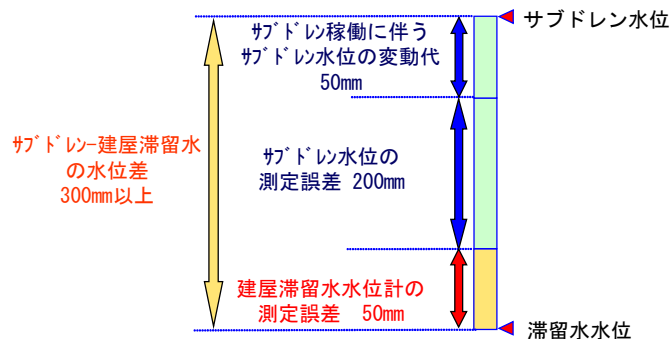 サブドレン水位
ｻﾌﾞﾄﾞﾚﾝ稼働に伴う
ｻﾌﾞﾄﾞﾚﾝ水位の変動代
50mm
ｻﾌﾞﾄﾞﾚﾝ-建屋滞留水
の水位差
300mm以上
ｻﾌﾞﾄﾞﾚﾝ水位の
測定誤差 200mm
建屋滞留水水位計の
測定誤差　50mm
滞留水水位